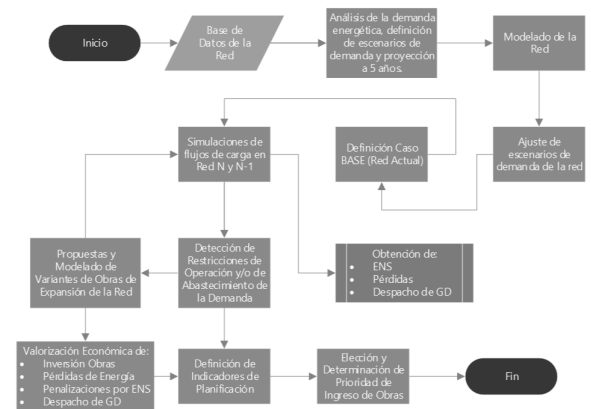 Inicio
Base de
Datos de la
Red
Análisis de la demanda
energética, definición
de escenarios de
demanda y proyección
a 5 años.
Modelado de la
Red
Simulaciones de
flujos de carga en
Red N y N-1
Definición Caso
BASE (Red Actual)
Ajuste de
escenarios de
demanda de la red
Propuestas y
Modelado de
Variantes de Obras de
Expansión de la Red
Detección de
Restricciones de
Operación y/o de
Abastecimiento de
la Demanda
Obtención de:
• ENS
• Pérdidas
• Despacho de GD
Valorización Económica de:
• Inversión Obras
• Pérdidas de Energía
• Penalizaciones por ENS
• Despacho de GD
Definición de
Indicadores de
Planificación
Elección y
Determinación de
Prioridad de
Ingreso de Obras
Fin